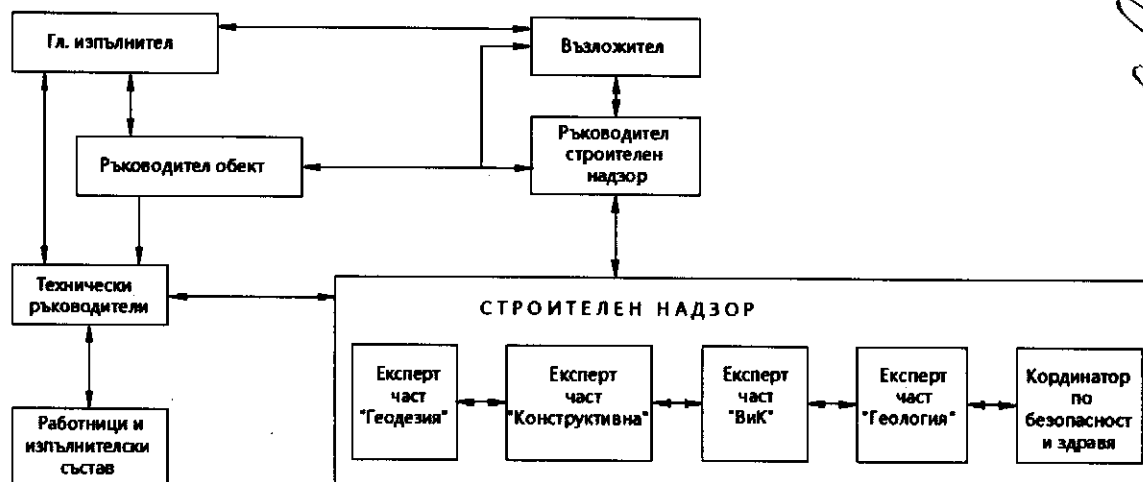 Гл. изпълнител
Възложител
Ръководител обект
Ръководител
строителен
надзор
Технически
ръководители
СТРОИТЕЛЕН НАДЗОР
Експерт
част
"Геодезия"
Експерт
част
"Конструктивна"
Експерт
част
"ВиК"
Експерт
част
"Геология"
Кординатор
по
безопасност
и здравя
Работници и
изпълнителски
състав